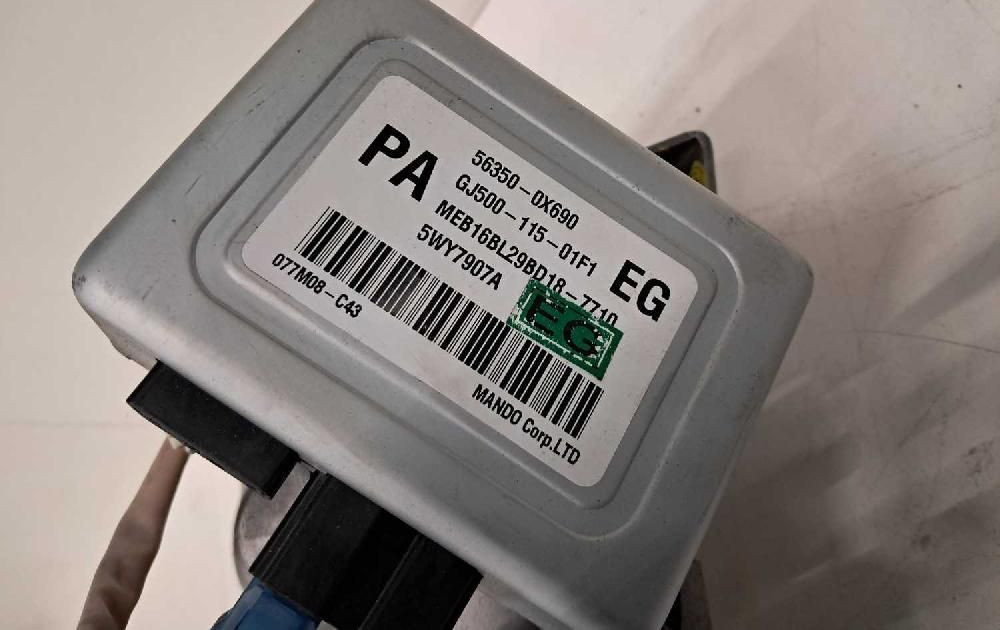 PA
56350-0X690
GJ500-115-01F1
MEB16BL29BD18-7710
5WY7907A
EG
EG
077M08-C43
MANDO Corp.LTD